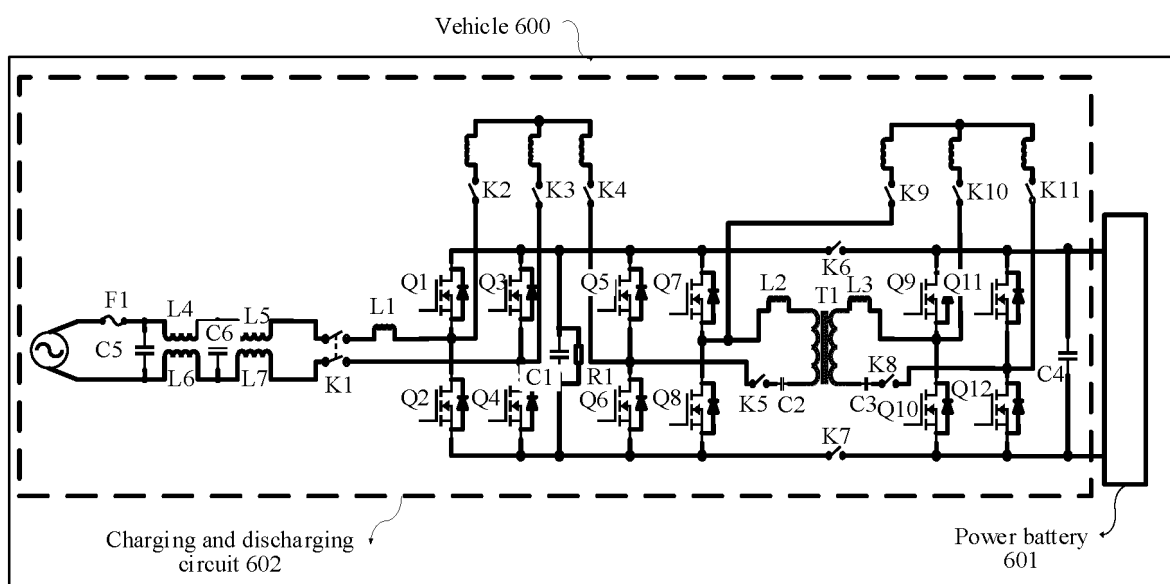 Vehicle 600
K2
K3
K4
K9
K10
K11
Q1
Q3
Q5
Q7
K6
L2
T1
L3
Q9
Q11
F1
L4
C6
L5
L1
C5
L6
L7
K1
Q2
Q4
C1
R1
Q6
Q8
K5
C2
C3
K8
Q10
Q12
C4
K7
Charging and discharging
circuit 602
Power battery
601